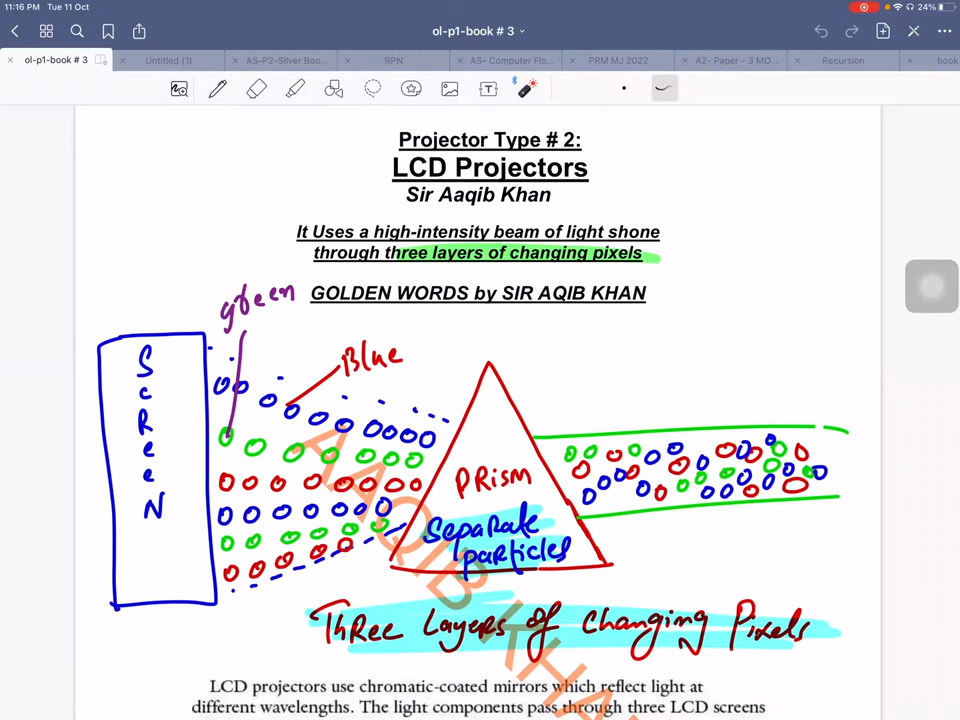 11:16 PM Tue 11 Oct
24%
ol-p1-book # 3
ol-p1-book # 3
Untitled (1)
AS-P2-Silver Boo...
RPN
AS- Computer Flo...
PRM MJ 2022
A2- Paper - 3 MO...
Recursion
book
Projector Type # 2:
LCD Projectors
Sir Aaqib Khan
It Uses a high-intensity beam of light shone
through three layers of changing pixels
GOLDEN WORDS by SIR AQIB KHAN
green
Blue
ScReeN
PRism
Separate
particles
AAQIB KHA
ThRee Layers of changing Pixels
LCD projectors use chromatic-coated mirrors which reflect light at
different wavelengths. The light components pass through three LCD screens